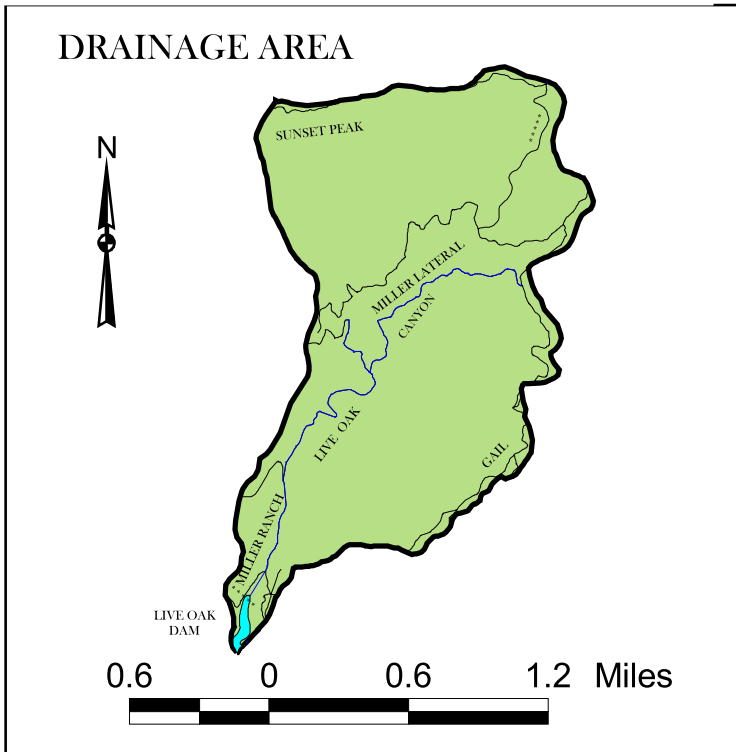 DRAINAGE AREA
N
SUNSET PEAK
MILLER LATERAL
CANYON
LIVE OAK
GAIL
MILLER RANCH
LIVE OAK
DAM
0.6 0 0.6 1.2 Miles